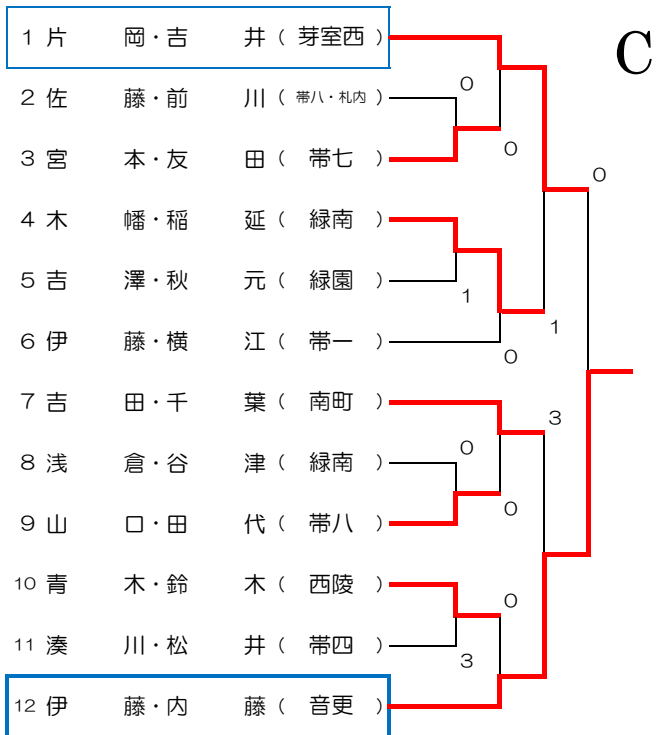 C
1 片 岡・吉 井 ( 芽室西 )
0
2 佐 藤・前 川 ( 帯八・札内 )
0
3 宮 本・友 田 ( 帯七 )
0
4 木 幡・稲 延 ( 緑南 )
5 吉 澤・秋 元 ( 緑園 )
1
1
6 伊 藤・横 江 ( 帯一 )
0
7 吉 田・千 葉 ( 南町 )
3
0
8 浅 倉・谷 津 ( 緑南 )
0
9 山 口・田 代 ( 帯八 )
10 青 木・鈴 木 ( 西陵 )
0
11 湊 川・松 井 ( 帯四 )
3
12 伊 藤・内 藤 ( 音更 )